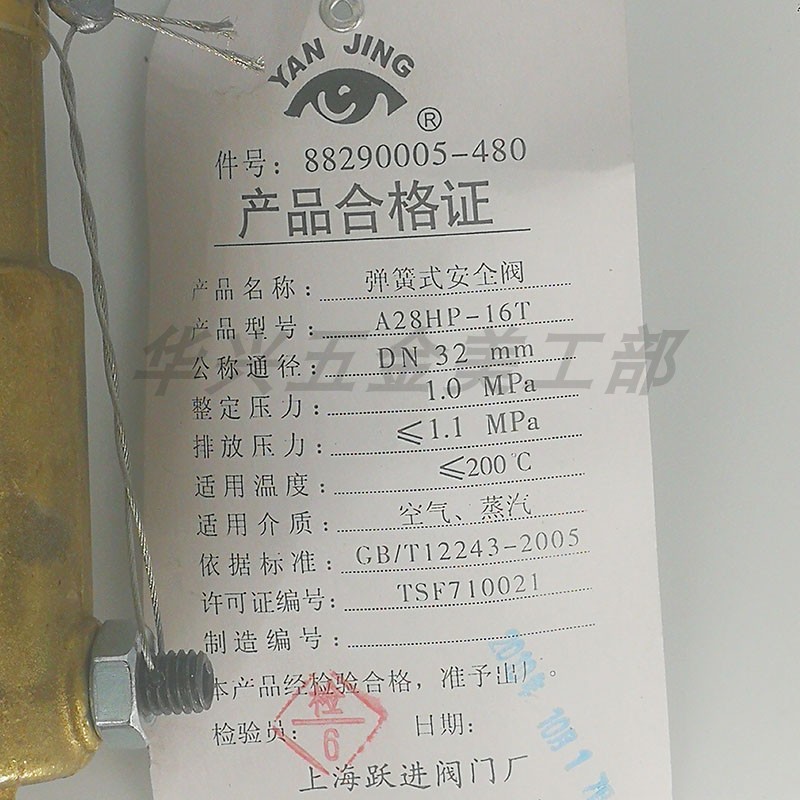 YAN JING
®
件号：88290005-480
产品合格证
产品名称：弹簧式安全阀
产品型号：A28HP-16T
公称通径：DN 32 mm
整定压力：1.0 MPa
排放压力：≤1.1 MPa
适用温度：≤200℃
适用介质：空气、蒸汽
依据标准：GB/T12243-2005
许可证编号：TSF710021
制造编号：
本产品经检验合格，准予出厂。
检验员：检 6 日期：
上海跃进阀门厂
华兴五金美工部